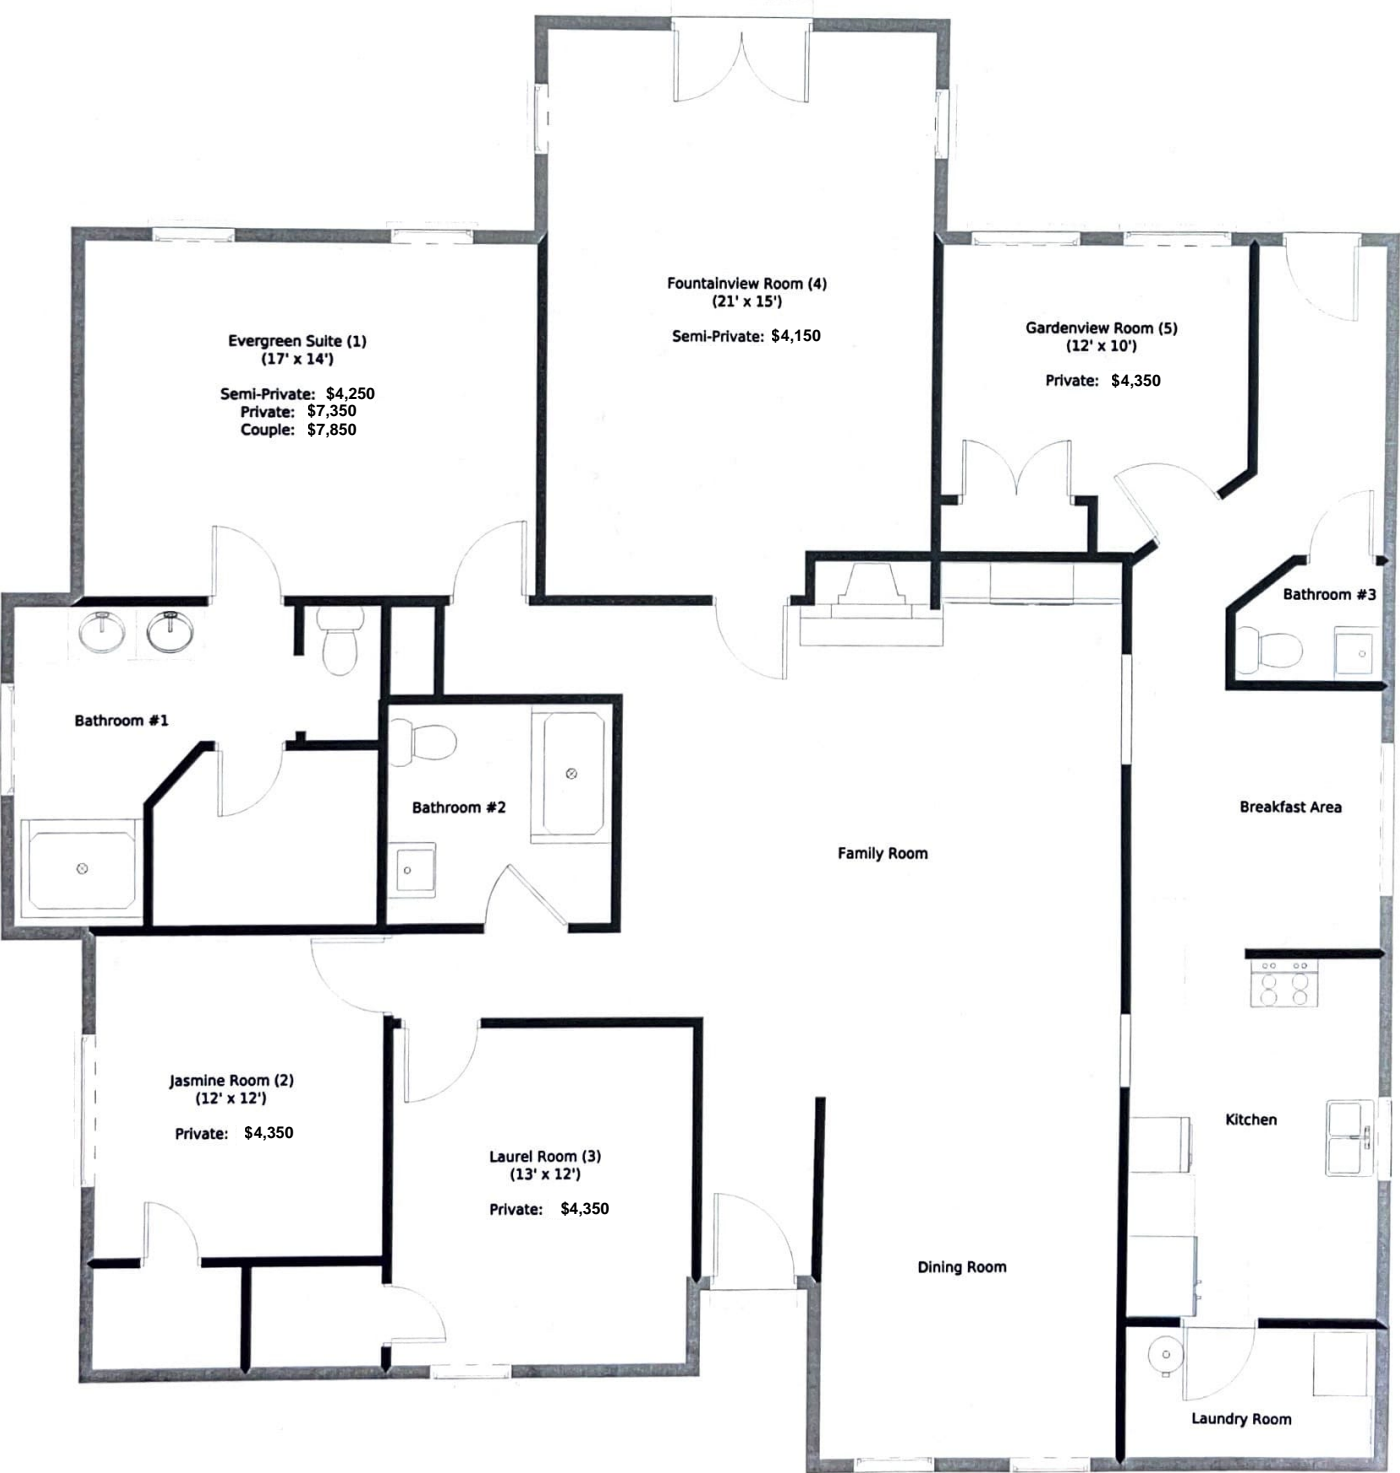 Fountainview Room (4)
(21' x 15')
Semi-Private: $4,150
Evergreen Suite (1)
(17' x 14')
Semi-Private: $4,250
Private: $7,350
Couple: $7,850
Gardenview Room (5)
(12' x 10')
Private: $4,350
Bathroom #3
Bathroom #1
Bathroom #2
Breakfast Area
Family Room
Jasmine Room (2)
(12' x 12')
Private: $4,350
Laurel Room (3)
(13' x 12')
Private: $4,350
Kitchen
Dining Room
Laundry Room